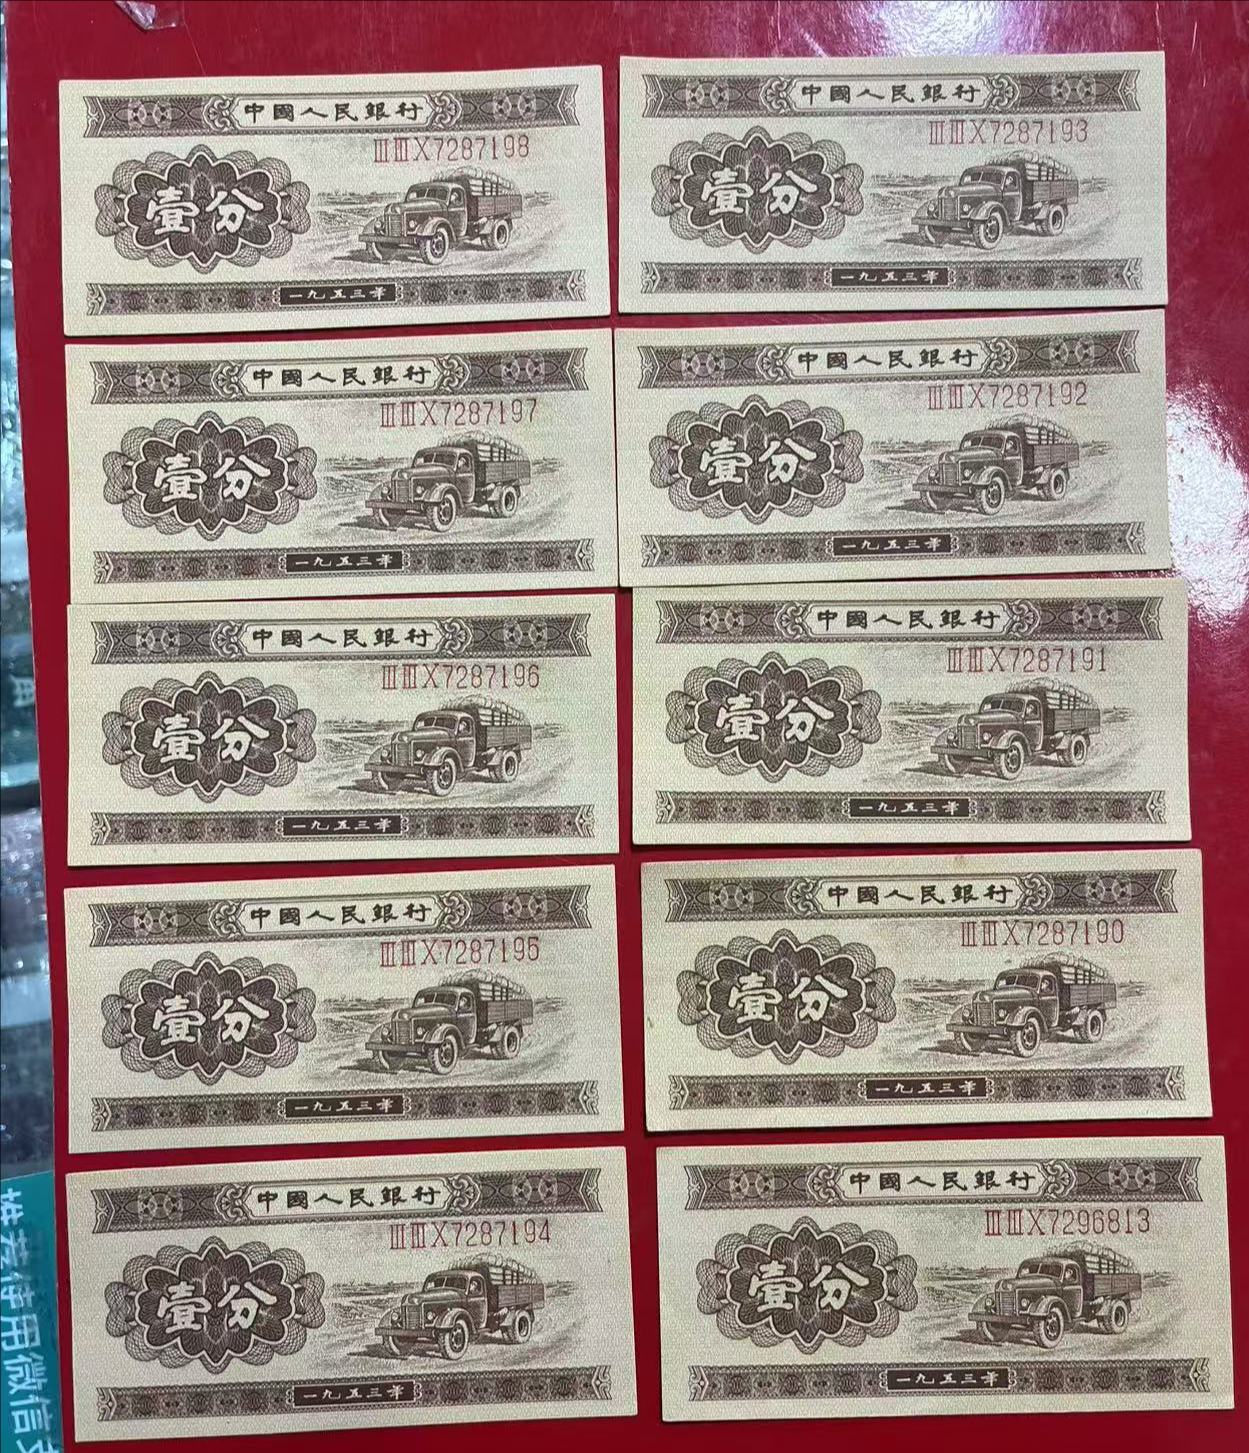 中國人民銀行
ⅢⅢⅩ7287198
壹分
一九五三年
中國人民銀行
ⅢⅢⅩ7287193
壹分
一九五三年
中國人民銀行
ⅢⅢⅩ7287197
壹分
一九五三年
中國人民銀行
ⅢⅢⅩ7287192
壹分
一九五三年
中國人民銀行
ⅢⅢⅩ7287196
壹分
一九五三年
中國人民銀行
ⅢⅢⅩ7287191
壹分
一九五三年
中國人民銀行
ⅢⅢⅩ7287195
壹分
一九五三年
中國人民銀行
ⅢⅢⅩ7287190
壹分
一九五三年
中國人民銀行
ⅢⅢⅩ7287194
壹分
一九五三年
中國人民銀行
ⅢⅢⅩ7296813
壹分
一九五三年
使用微信支